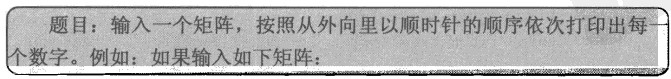 题目：输入一个矩阵，按照从外向里以顺时针的顺序依次打印出每一
个数字。例如：如果输入如下矩阵：